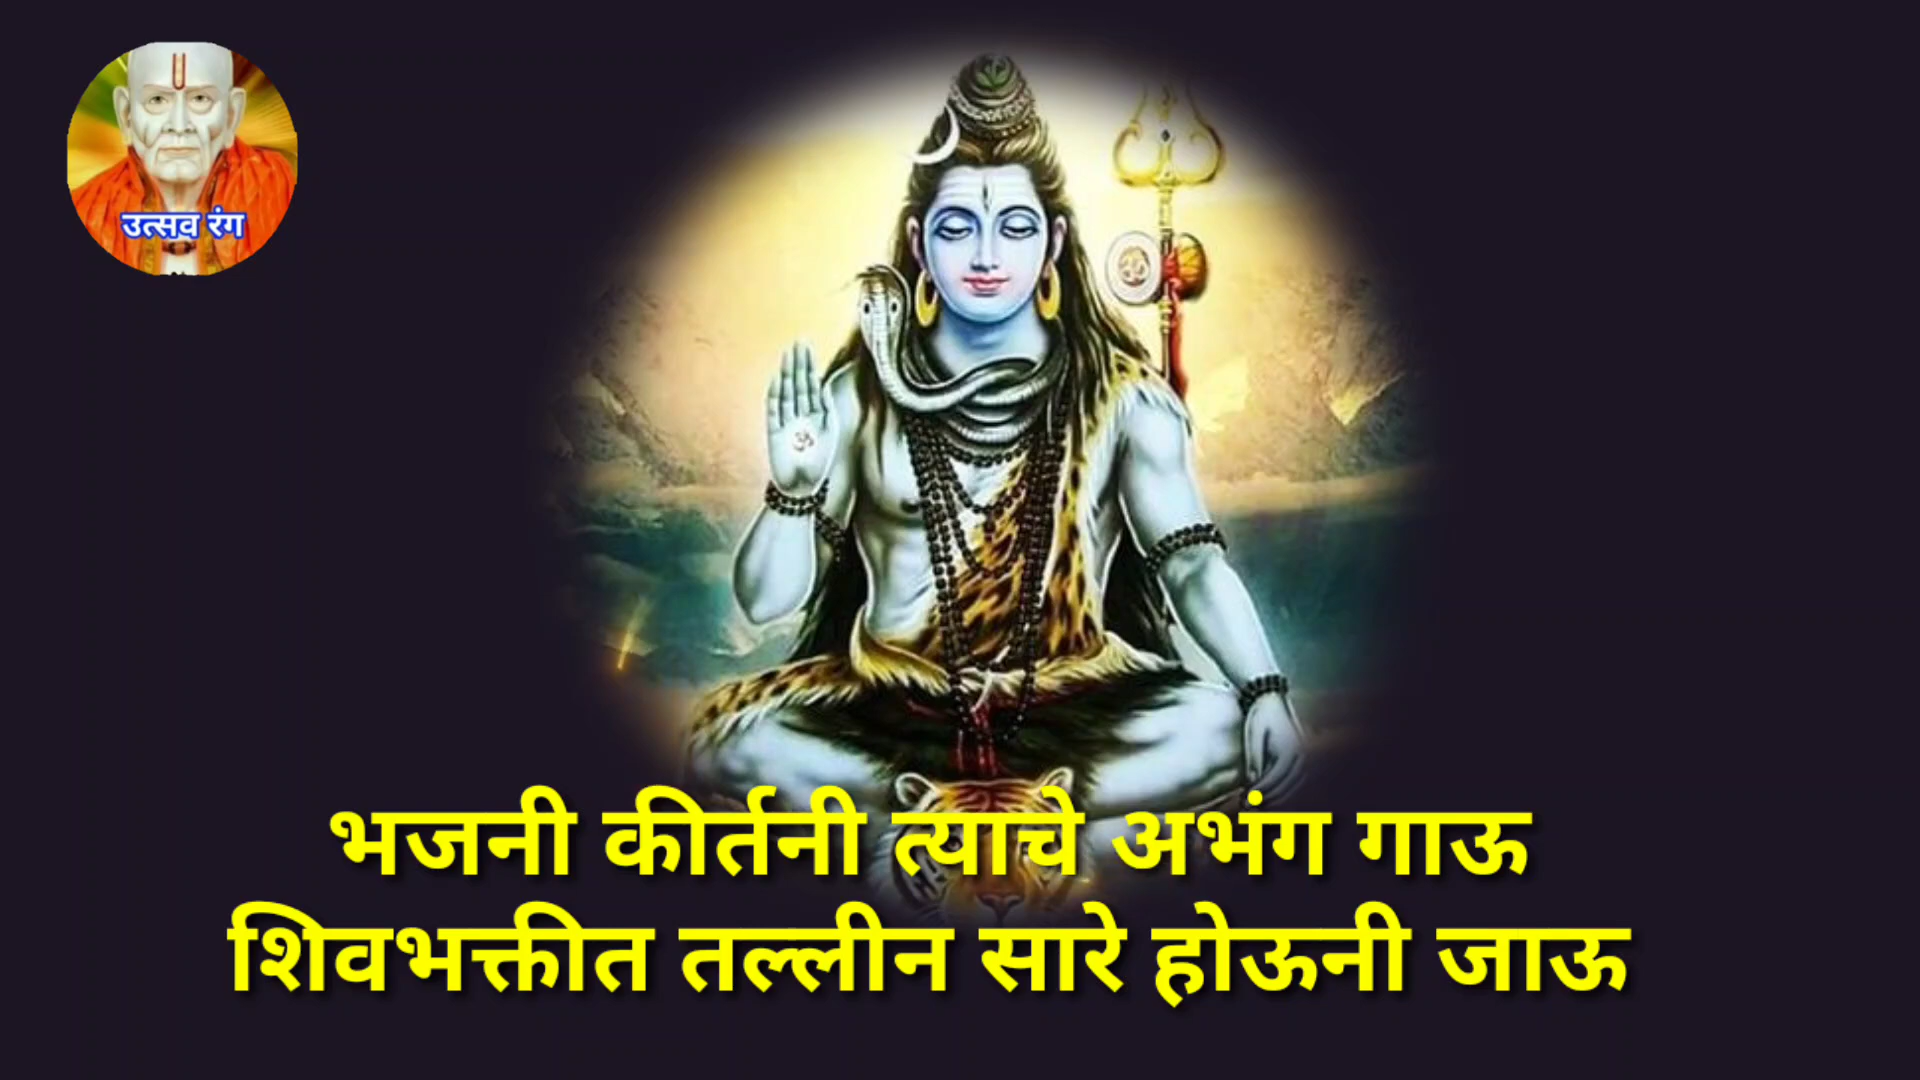 उत्सव रंग
ॐ
ॐ
भजनी कीर्तनी त्याचे अभंग गाऊ
शिवभक्तीत तल्लीन सारे होऊनी जाऊ